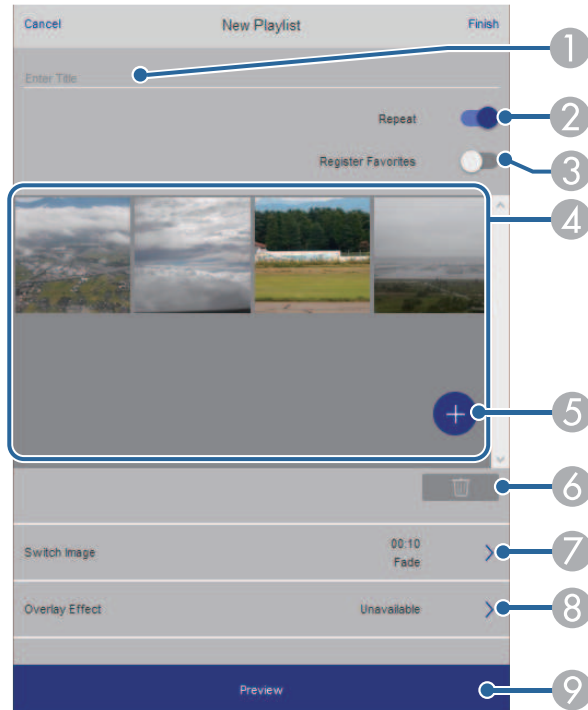 Cancel New Playlist Finish
Enter Title
1
Repeat
2
Register Favorites
3
4
5
6
Switch Image 00:10
Fade
7
Overlay Effect Unavailable
8
Preview
9